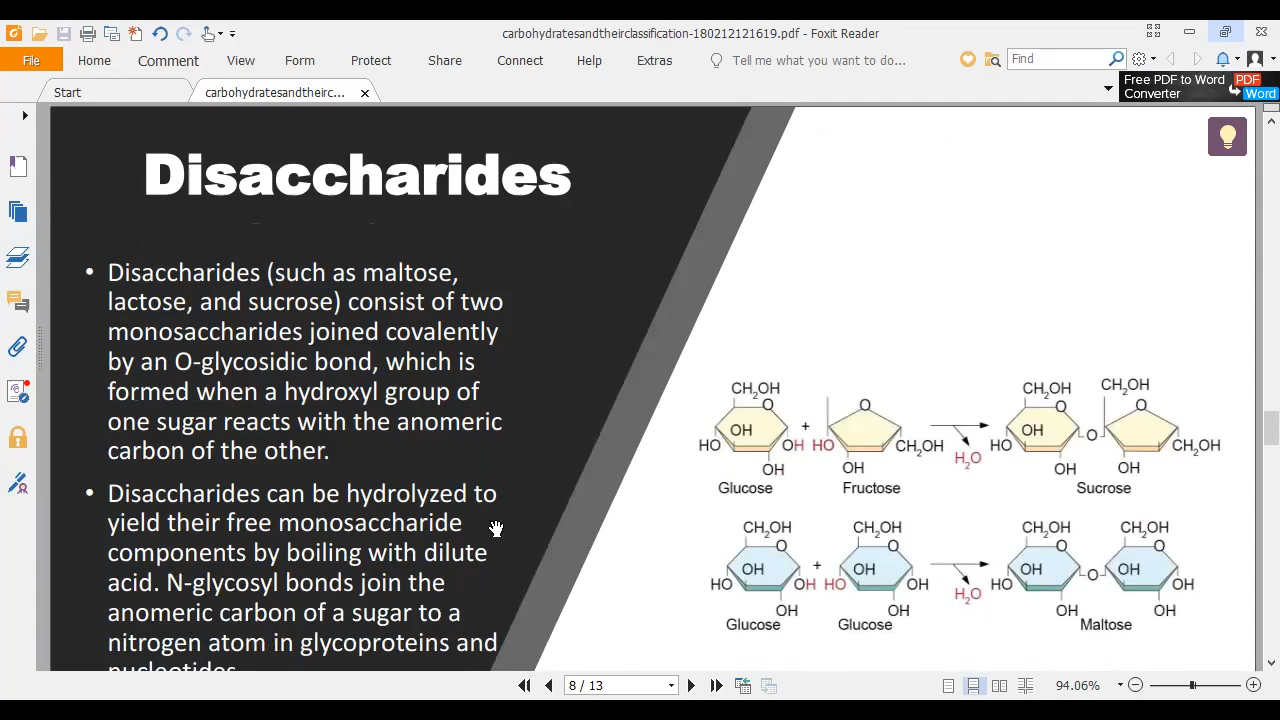 carbohydratesandtheirclassification-180212121619.pdf - Foxit Reader
File Home Comment View Form Protect Share Connect Help Extras Tell me what you want to do... Find
Start carbohydratesandtheirc...
Free PDF to Word PDF
Converter Word
Disaccharides
• Disaccharides (such as maltose,
lactose, and sucrose) consist of two
monosaccharides joined covalently
by an O-glycosidic bond, which is
formed when a hydroxyl group of
one sugar reacts with the anomeric
carbon of the other.
• Disaccharides can be hydrolyzed to
yield their free monosaccharide
components by boiling with dilute
acid. N-glycosyl bonds join the
anomeric carbon of a sugar to a
nitrogen atom in glycoproteins and
nucleotides
CH2OH CH2OH CH2OH
O O O O
OH + OH
HO OH HO CH2OH H2O HO O CH2OH
OH OH OH OH
Glucose Fructose Sucrose
CH2OH CH2OH CH2OH CH2OH
O O O O
OH + OH OH OH
HO OH HO OH H2O HO O OH
OH OH OH OH
Glucose Glucose Maltose
8 / 13 94.06%